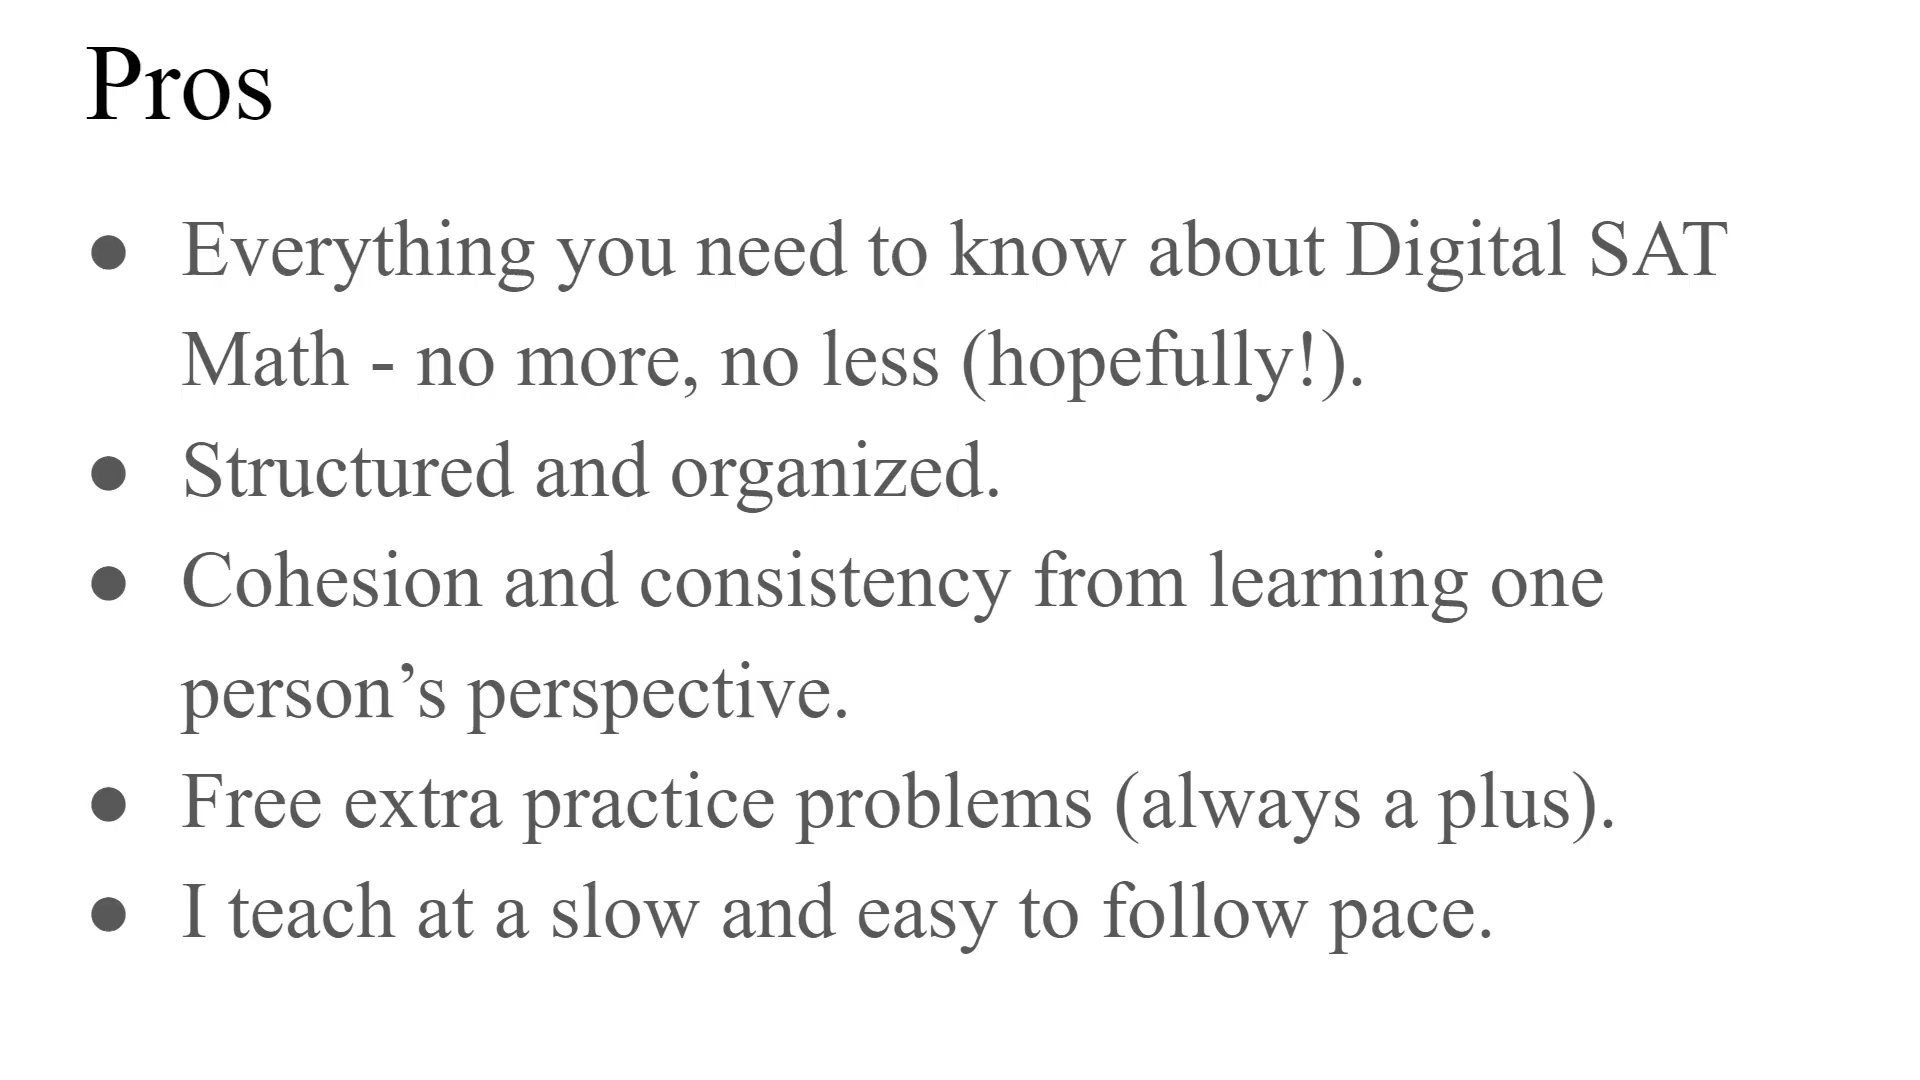 Pros
● Everything you need to know about Digital SAT
Math - no more, no less (hopefully!).
● Structured and organized.
● Cohesion and consistency from learning one
person’s perspective.
● Free extra practice problems (always a plus).
● I teach at a slow and easy to follow pace.